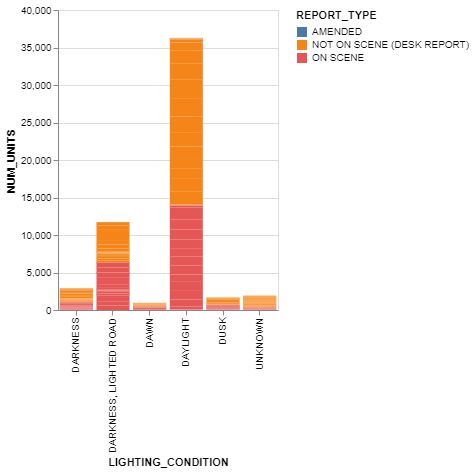 REPORT_TYPE
AMENDED
NOT ON SCENE (DESK REPORT)
ON SCENE
NUM_UNITS
40,000
35,000
30,000
25,000
20,000
15,000
10,000
5,000
0
DARKNESS
DARKNESS, LIGHTED ROAD
DAWN
DAYLIGHT
DUSK
UNKNOWN
LIGHTING_CONDITION